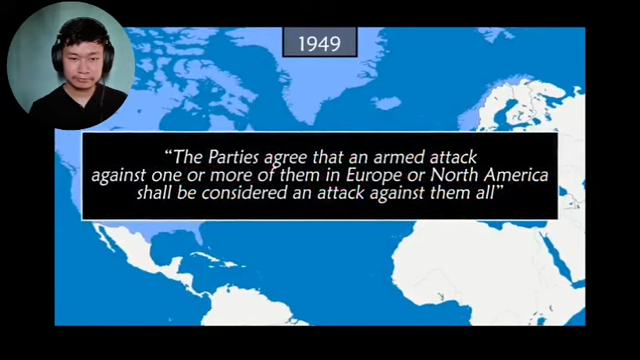 1949
“The Parties agree that an armed attack
against one or more of them in Europe or North America
shall be considered an attack against them all”